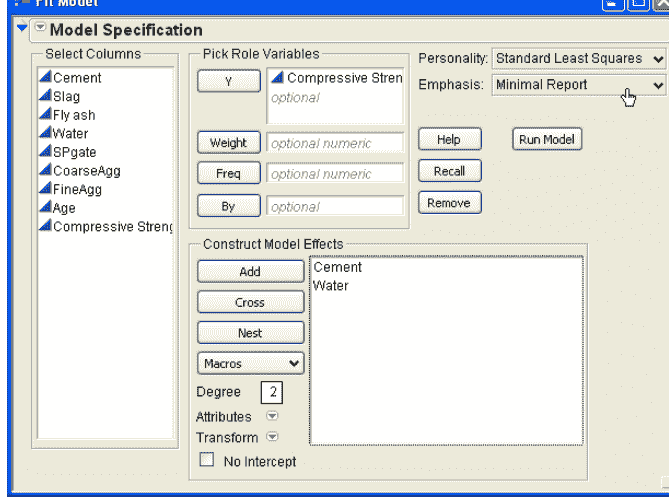 Fit Model
Model Specification
Select Columns
Cement
Slag
Fly ash
Water
SPgate
CoarseAgg
FineAgg
Age
Compressive Streng
Pick Role Variables
Y
Compressive Stren
optional
Weight
optional numeric
Freq
optional numeric
By
optional
Personality: Standard Least Squares
Emphasis: Minimal Report
Help
Run Model
Recall
Remove
Construct Model Effects
Add
Cross
Nest
Macros
Degree 2
Attributes
Transform
No Intercept
Cement
Water